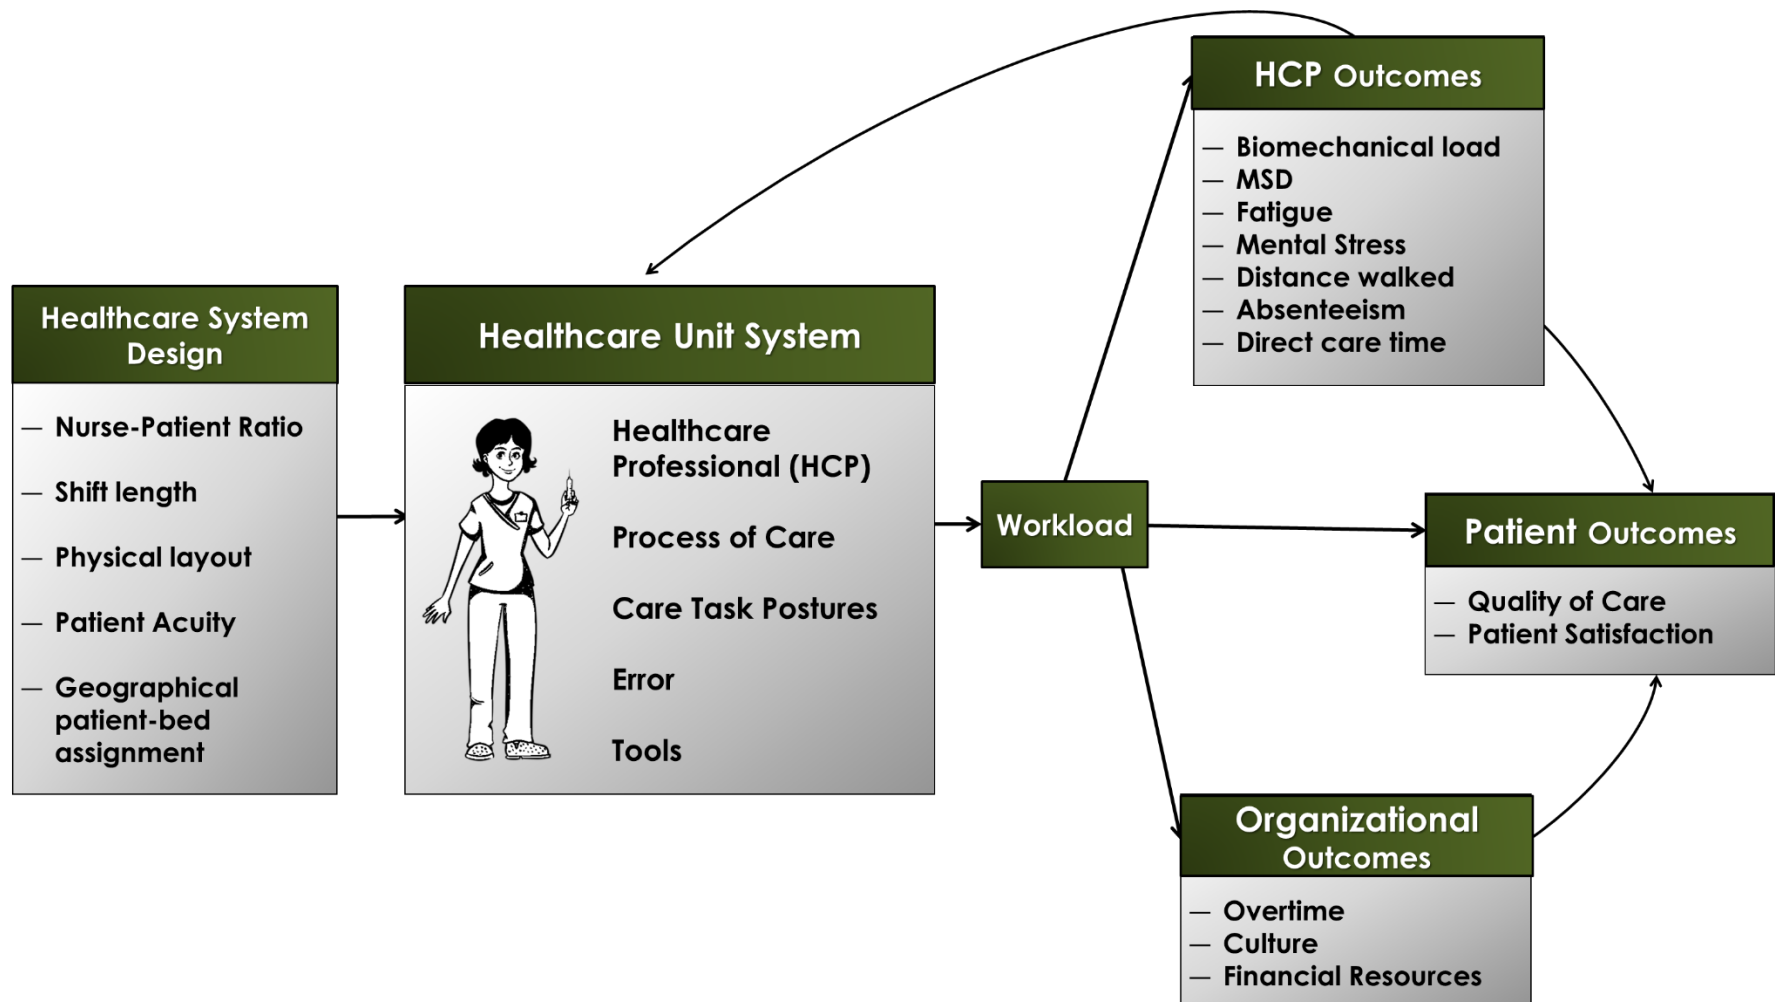 HCP Outcomes
— Biomechanical load
— MSD
— Fatigue
— Mental Stress
— Distance walked
— Absenteeism
— Direct care time
Healthcare System
Design
— Nurse-Patient Ratio
— Shift length
— Physical layout
— Patient Acuity
— Geographical
patient-bed
assignment
Healthcare Unit System
Healthcare
Professional (HCP)
Process of Care
Care Task Postures
Error
Tools
Workload
Patient Outcomes
— Quality of Care
— Patient Satisfaction
Organizational
Outcomes
— Overtime
— Culture
— Financial Resources